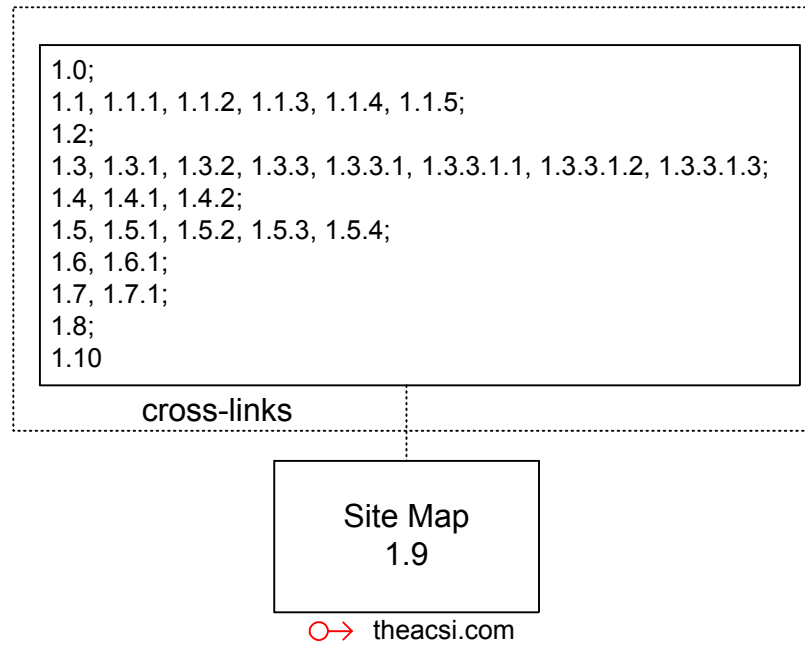 1.0;
1.1, 1.1.1, 1.1.2, 1.1.3, 1.1.4, 1.1.5;
1.2;
1.3, 1.3.1, 1.3.2, 1.3.3, 1.3.3.1, 1.3.3.1.1, 1.3.3.1.2, 1.3.3.1.3;
1.4, 1.4.1, 1.4.2;
1.5, 1.5.1, 1.5.2, 1.5.3, 1.5.4;
1.6, 1.6.1;
1.7, 1.7.1;
1.8;
1.10
cross-links
Site Map
1.9
theacsi.com